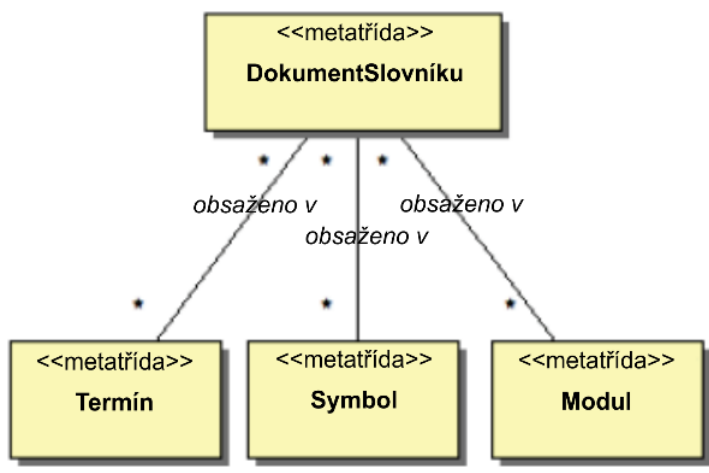 <<metatřída>>
DokumentSlovníku
* * *
obsaženo v
obsaženo v
obsaženo v
* * *
<<metatřída>>
Termín
<<metatřída>>
Symbol
<<metatřída>>
Modul